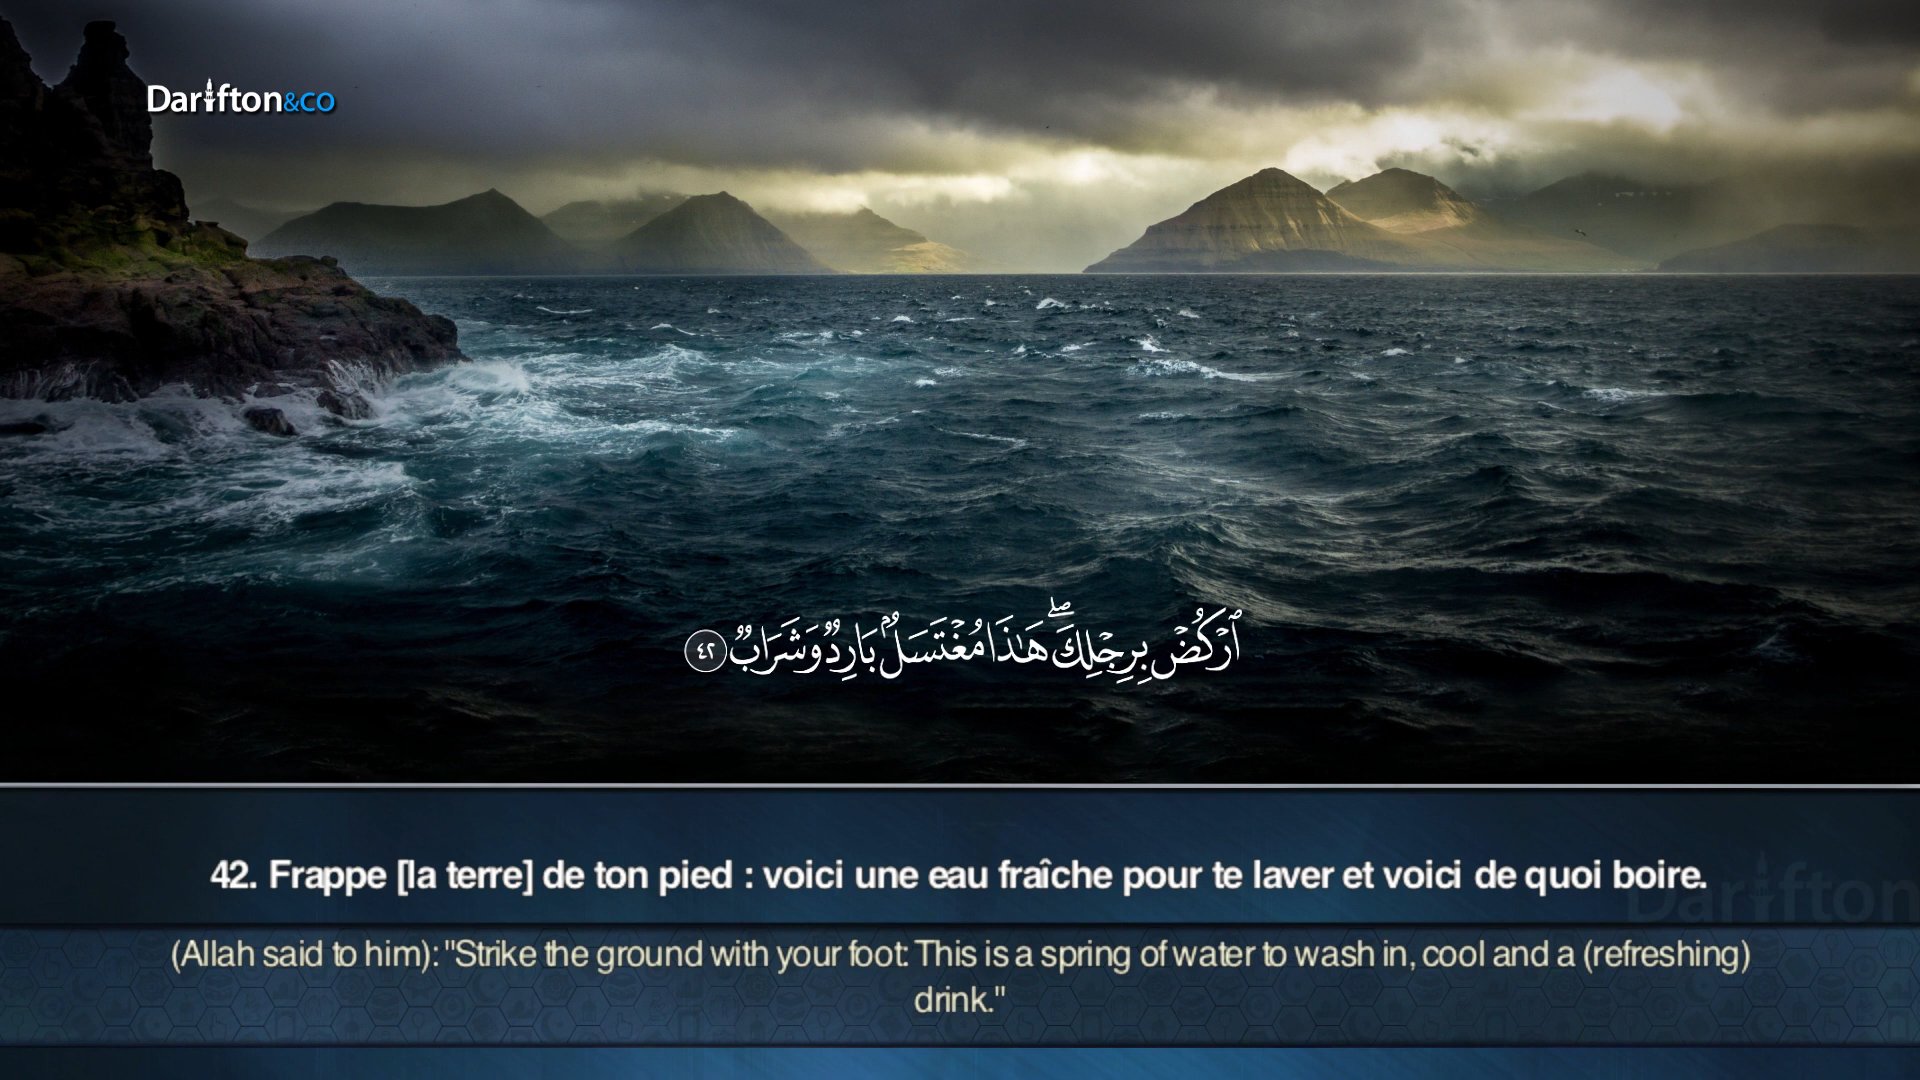 Darifton&co
ٱرْكُضْ بِرِجْلِكَ ۖ هَٰذَا مُغْتَسَلٌۢ بَارِدٌ وَشَرَابٌ ٤٢
42. Frappe [la terre] de ton pied : voici une eau fraîche pour te laver et voici de quoi boire.
Darifton
(Allah said to him): "Strike the ground with your foot: This is a spring of water to wash in, cool and a (refreshing)
drink."